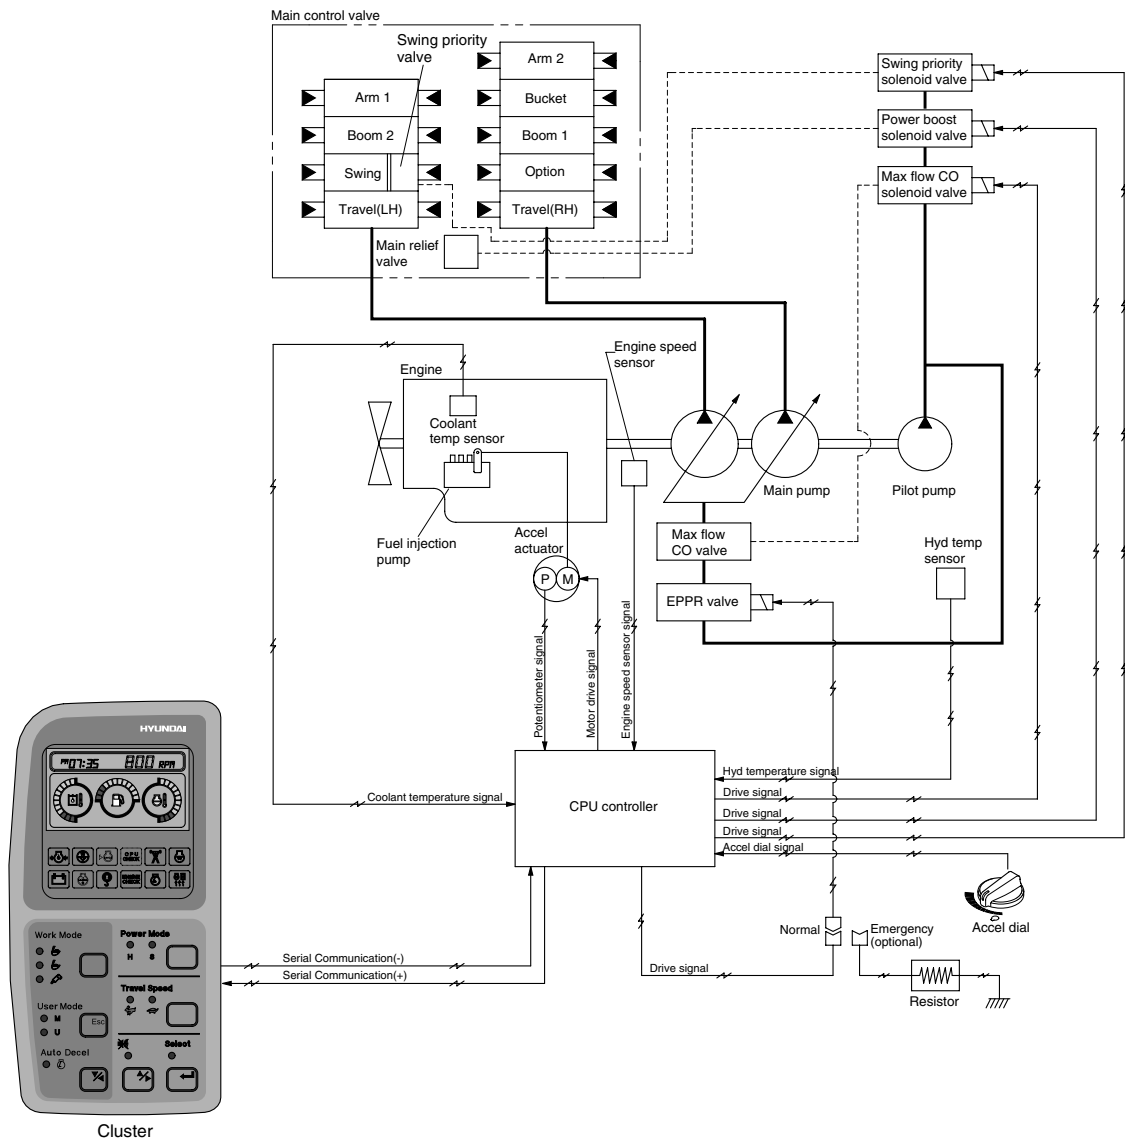 Main control valve
Swing priority
valve
Arm 2
Arm 1
Bucket
Boom 2
Boom 1
Swing
Option
Travel(LH)
Travel(RH)
Main relief
valve
Swing priority
solenoid valve
Power boost
solenoid valve
Max flow CO
solenoid valve
Engine speed
sensor
Engine
Coolant
temp sensor
Fuel injection
pump
Accel
actuator
P
M
Main pump
Pilot pump
Max flow
CO valve
EPPR valve
Hyd temp
sensor
Potentiometer signal
Motor drive signal
Engine speed sensor signal
Coolant temperature signal
CPU controller
Hyd temperature signal
Drive signal
Drive signal
Drive signal
Accel dial signal
Accel dial
Normal
Emergency
(optional)
Drive signal
Resistor
Serial Communication(-)
Serial Communication(+)
HYUNDAI
PM 07:35 800 RPM
CPU
CHECK
ENGINE
CHECK
Work Mode
Power Mode
H S
Travel Speed
User Mode
M
U
Esc
Auto Decel
Select
Cluster